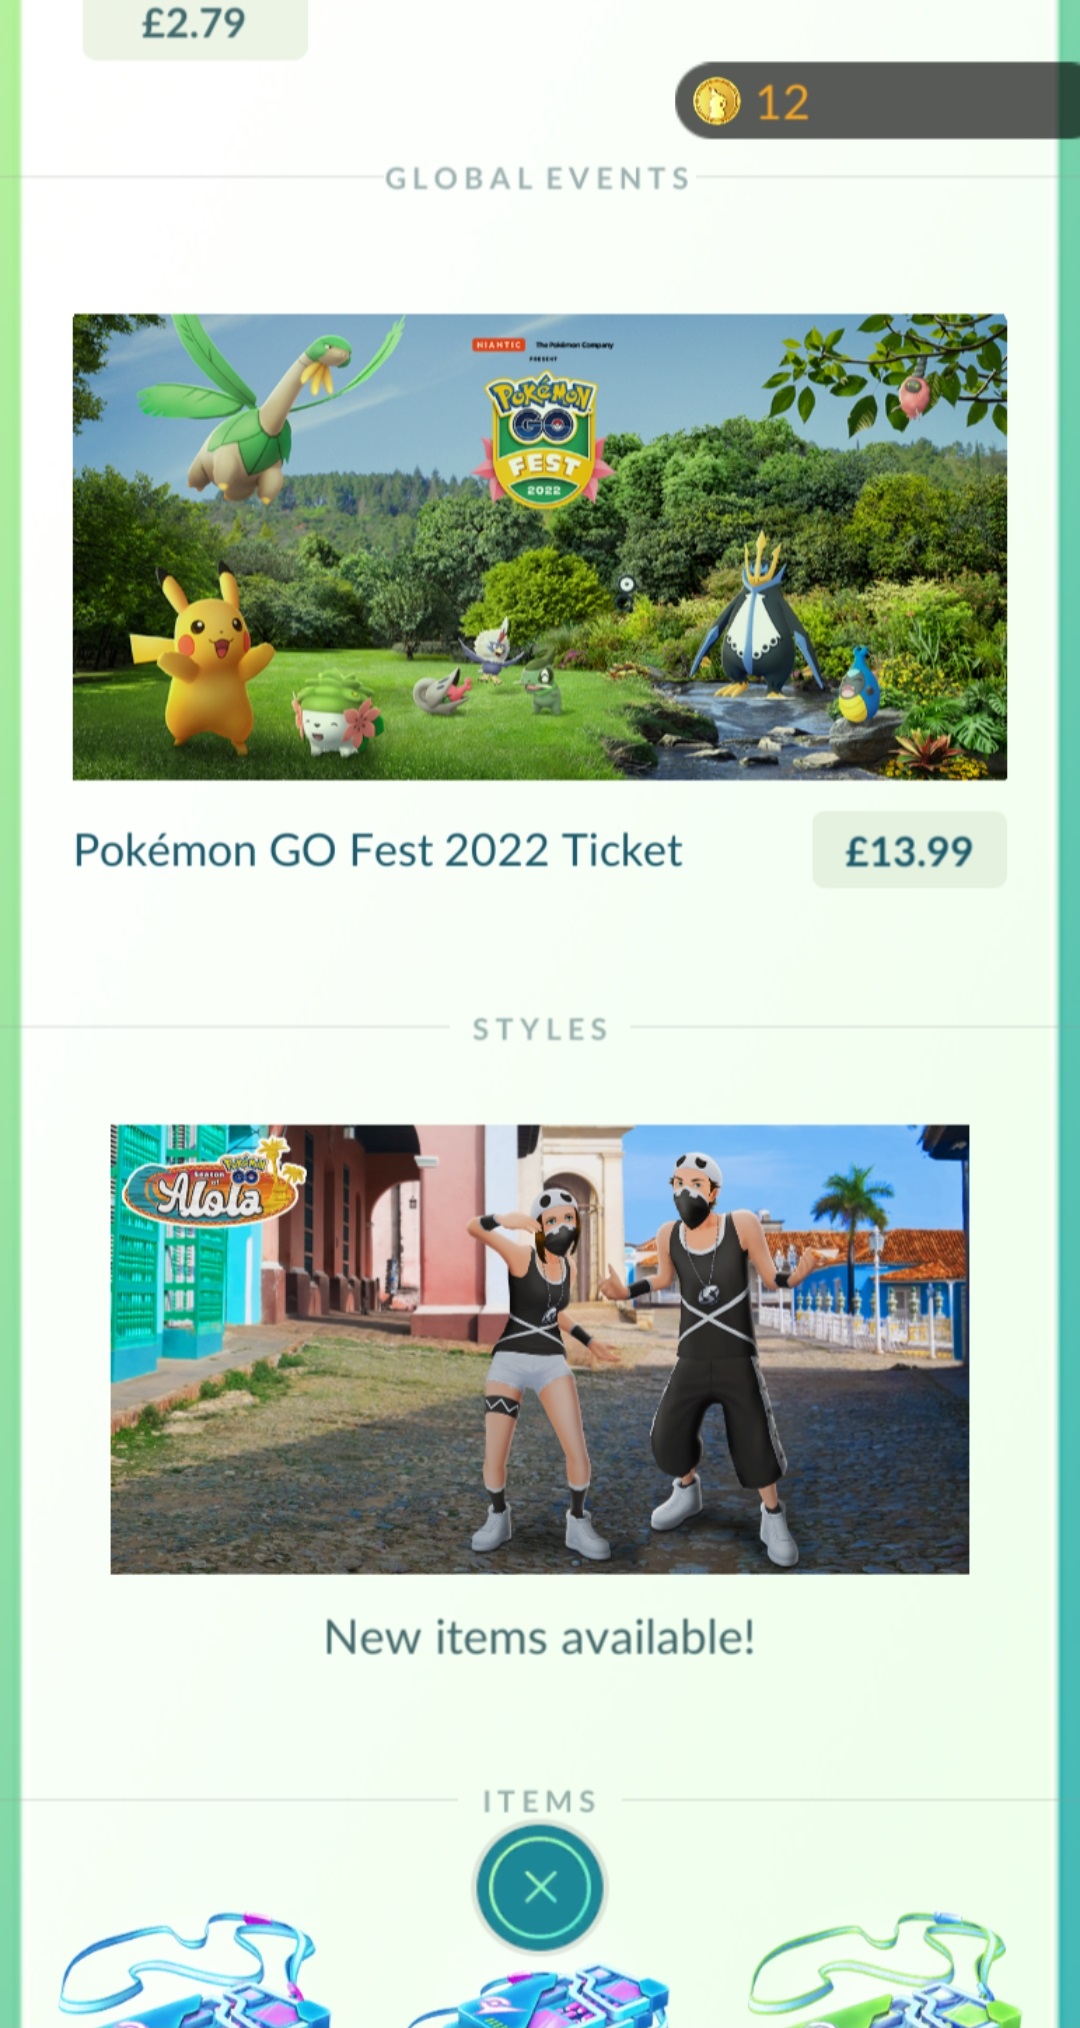 £2.79
12
GLOBAL EVENTS
NIANTIC The Pokémon Company
PRESENT
POKéMON
GO
FEST
2022
Pokémon GO Fest 2022 Ticket £13.99
STYLES
POKéMON
GO
Season
of
Alola
New items available!
ITEMS